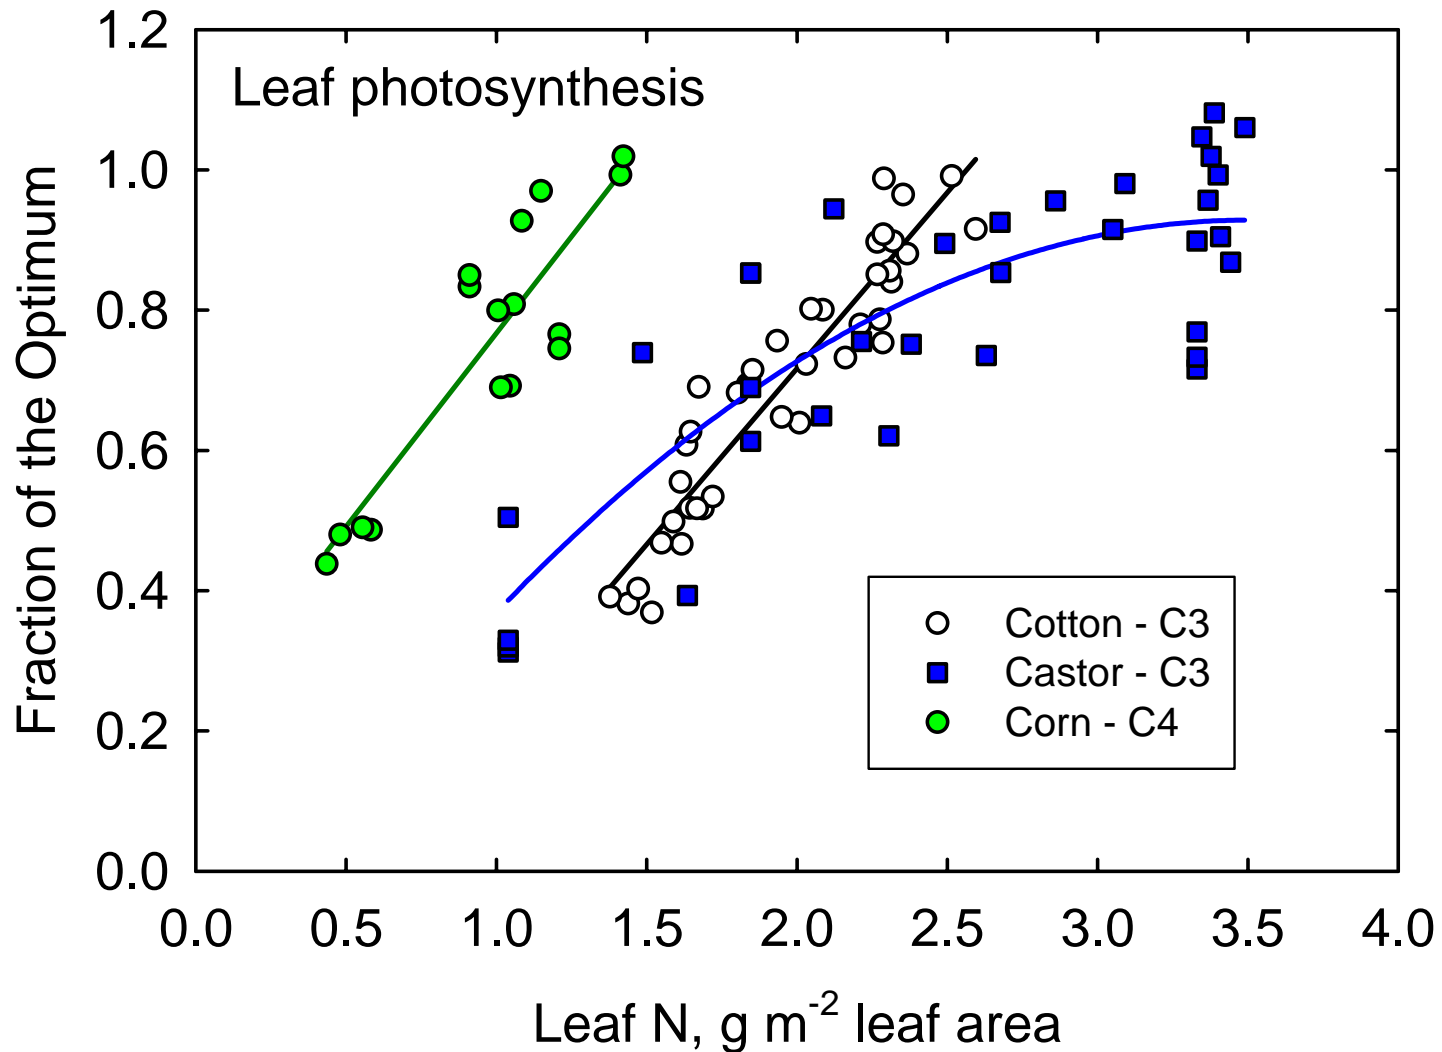 Leaf photosynthesis
Fraction of the Optimum
1.2
1.0
0.8
0.6
0.4
0.2
0.0
Cotton - C3
Castor - C3
Corn - C4
0.0 0.5 1.0 1.5 2.0 2.5 3.0 3.5 4.0
Leaf N, g m⁻² leaf area